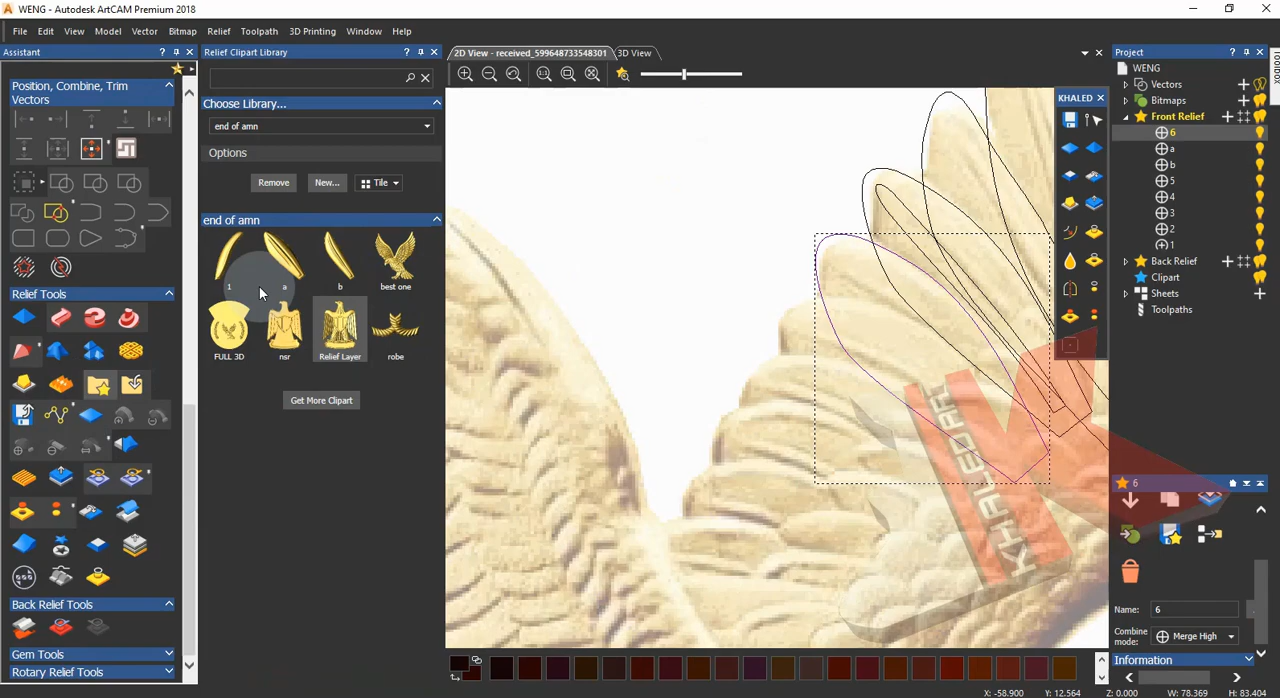 WENG - Autodesk ArtCAM Premium 2018
File Edit View Model Vector Bitmap Relief Toolpath 3D Printing Window Help
Assistant
Position, Combine, Trim
Vectors
Relief Tools
Back Relief Tools
Gem Tools
Rotary Relief Tools
Relief Clipart Library
Choose Library...
end of amn
Options
Remove New... Tile
end of amn
1 a b best one
FULL 3D nsr Relief Layer robe
Get More Clipart
2D View - received_599648733548301 3D View
KHALED
KHALEDART
K
X: -58.900 Y: 12.564 Z: 0.000 W: 78.369 H: 83.404
Project
WENG
Vectors
Bitmaps
Front Relief
6
a
b
5
4
3
2
1
Back Relief
Clipart
Sheets
Toolpaths
6
Name: 6
Combine
mode: Merge High
Information
Toolbox